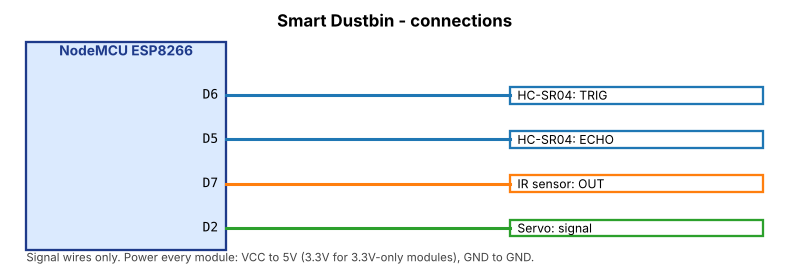 Smart Dustbin - connections
NodeMCU ESP8266
D6
HC-SR04: TRIG
D5
HC-SR04: ECHO
D7
IR sensor: OUT
D2
Servo: signal
Signal wires only. Power every module: VCC to 5V (3.3V for 3.3V-only modules), GND to GND.